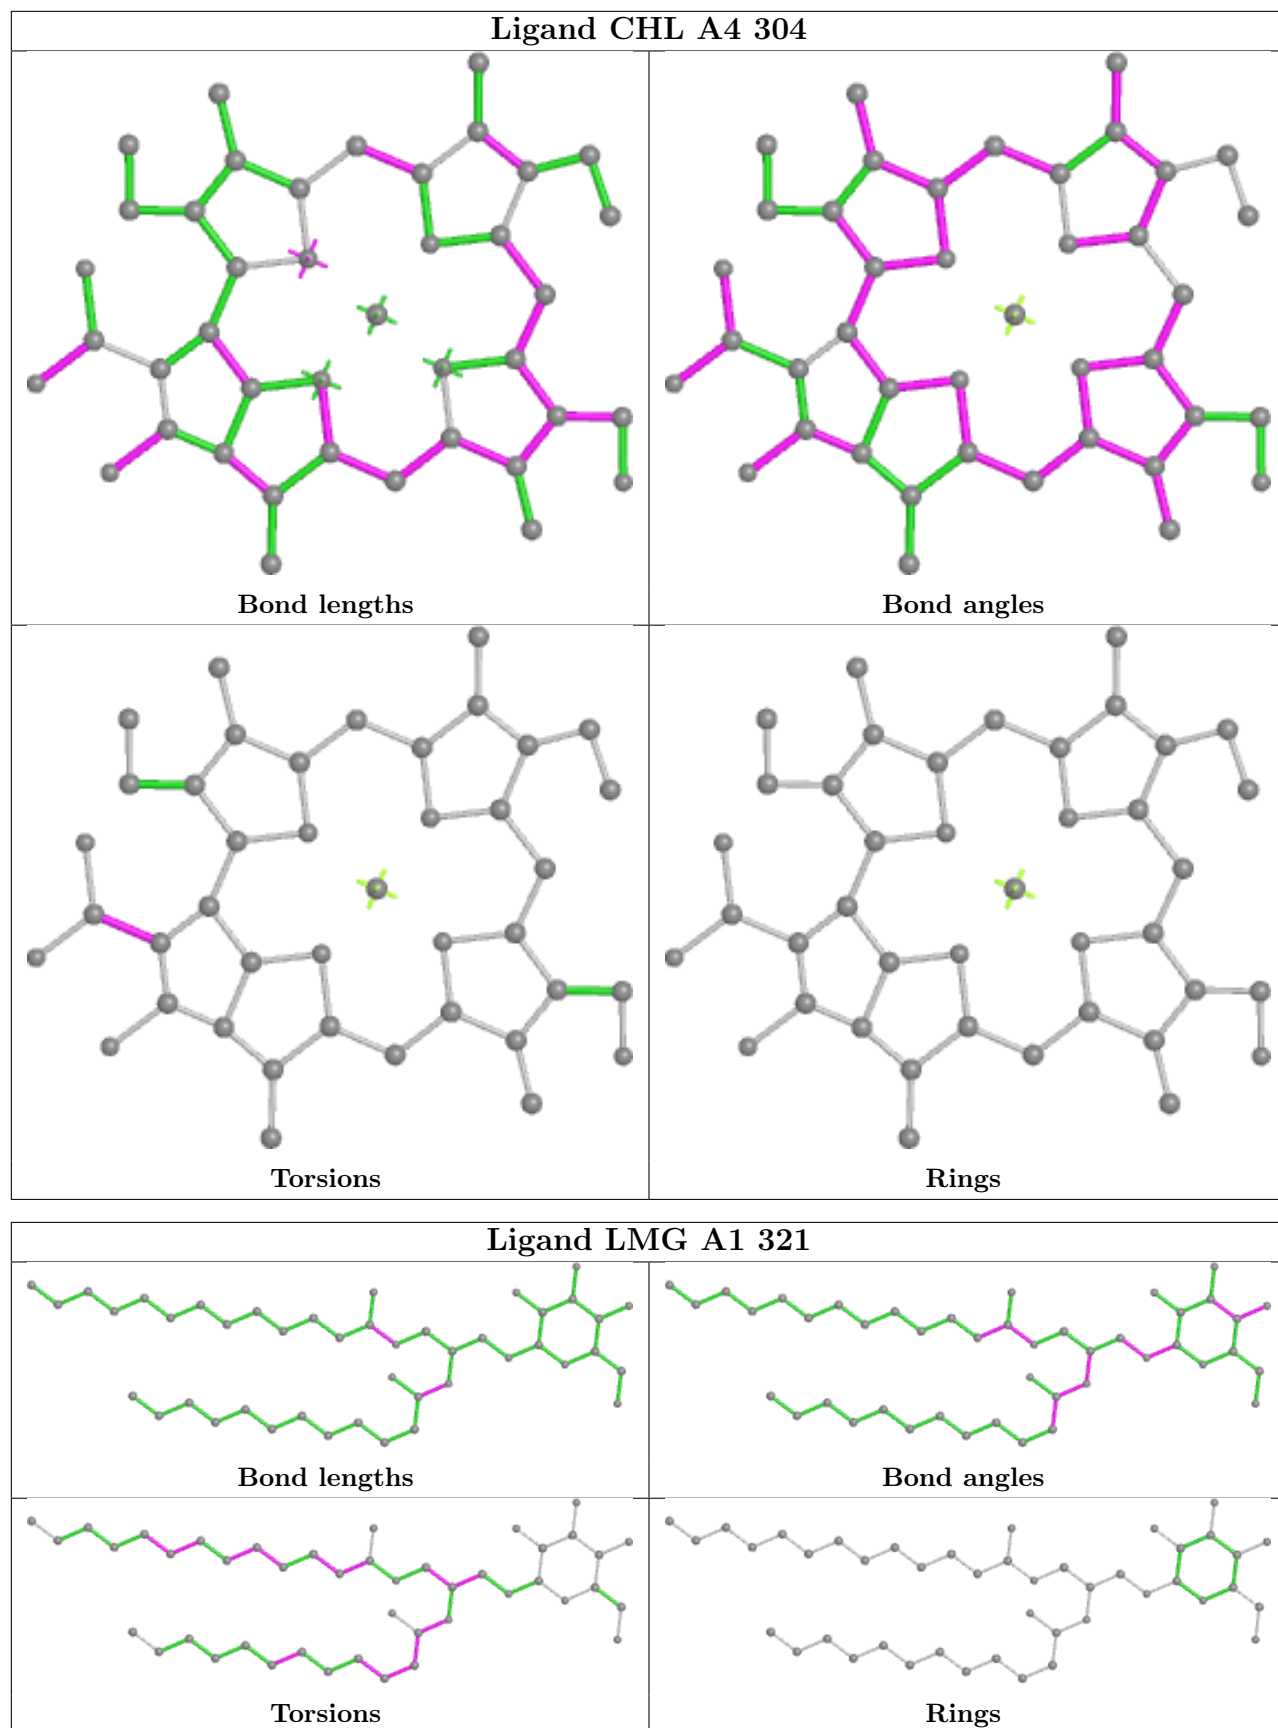 Ligand CHL A4 304
Bond lengths
Bond angles
Torsions
Rings
Ligand LMG A1 321
Bond lengths
Bond angles
Torsions
Rings